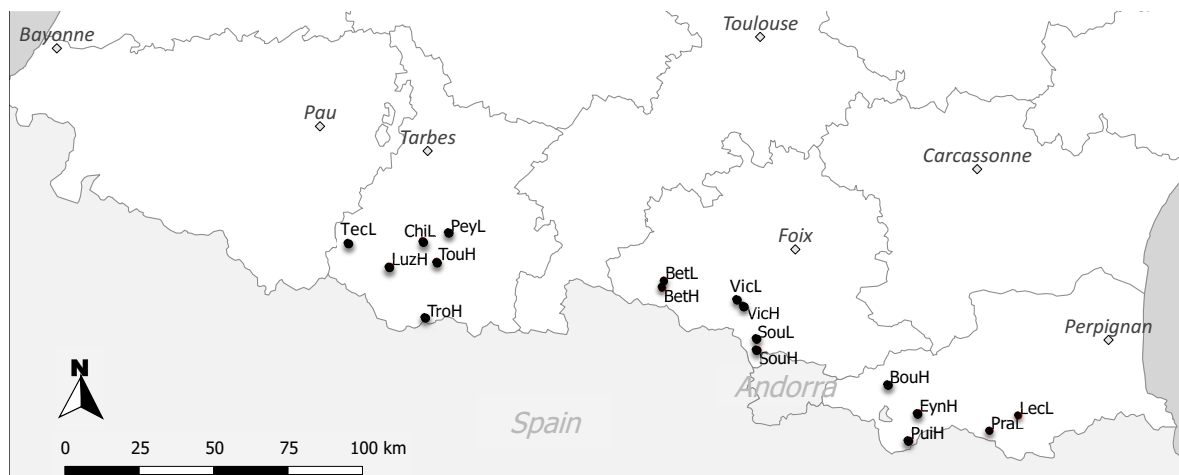 Bayonne
Toulouse
Pau
Tarbes
Carcassonne
TecL
ChiL
PeyL
TouH
LuzH
Foix
BetL
BetH
VicL
VicH
TroH
SouL
SouH
Perpignan
Andorra
BouH
EynH
LecL
PraL
PuiH
N
Spain
0 25 50 75 100 km